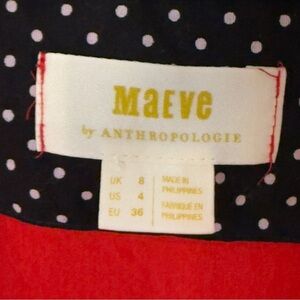 MaEve
by ANTHROPOLOGIE
UK 8 MADE IN
US 4 PHILIPPINES
EU 36 FABRIQUÉ EN
PHILIPPINES